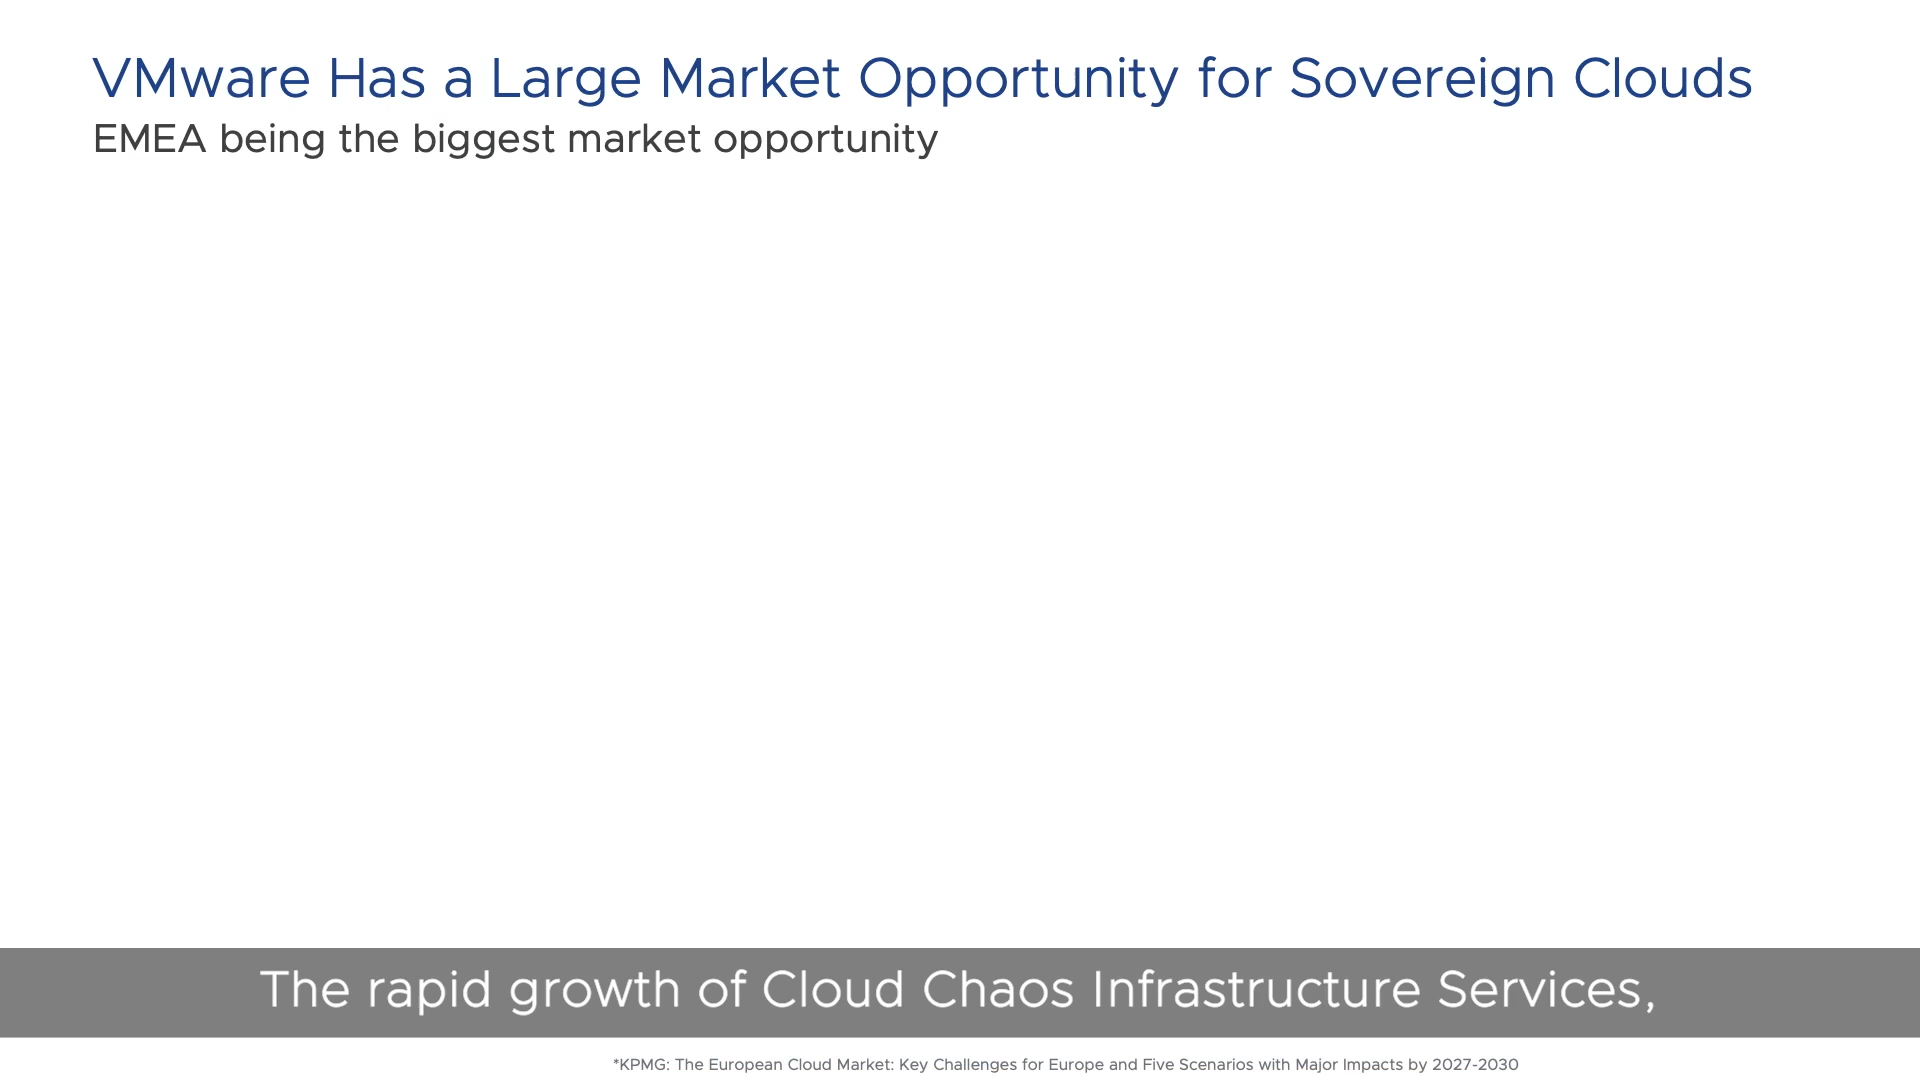 VMware Has a Large Market Opportunity for Sovereign Clouds
EMEA being the biggest market opportunity
The rapid growth of Cloud Chaos Infrastructure Services,
*KPMG: The European Cloud Market: Key Challenges for Europe and Five Scenarios with Major Impacts by 2027-2030